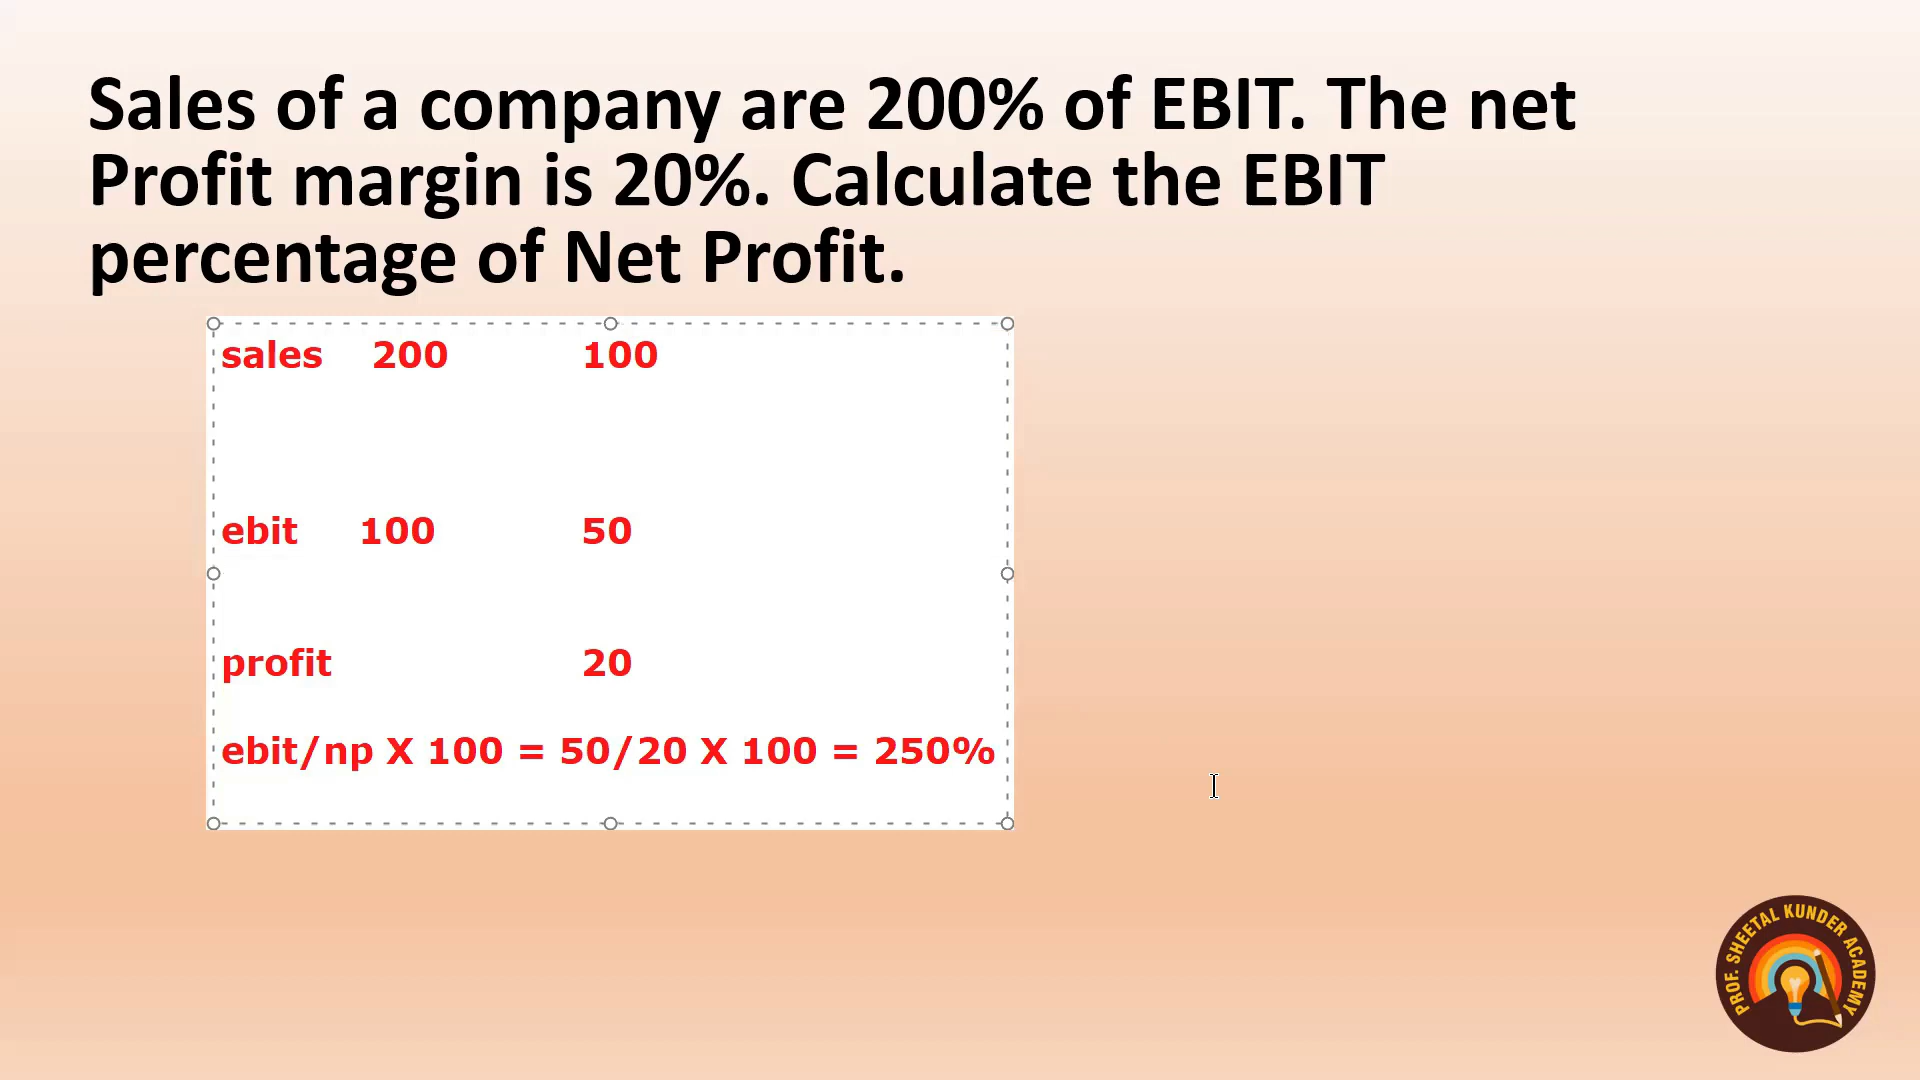 Sales of a company are 200% of EBIT. The net
Profit margin is 20%. Calculate the EBIT
percentage of Net Profit.
sales 200 100
ebit 100 50
profit 20
ebit/np X 100 = 50/20 X 100 = 250%
PROF. SHEETAL KUNDER ACADEMY